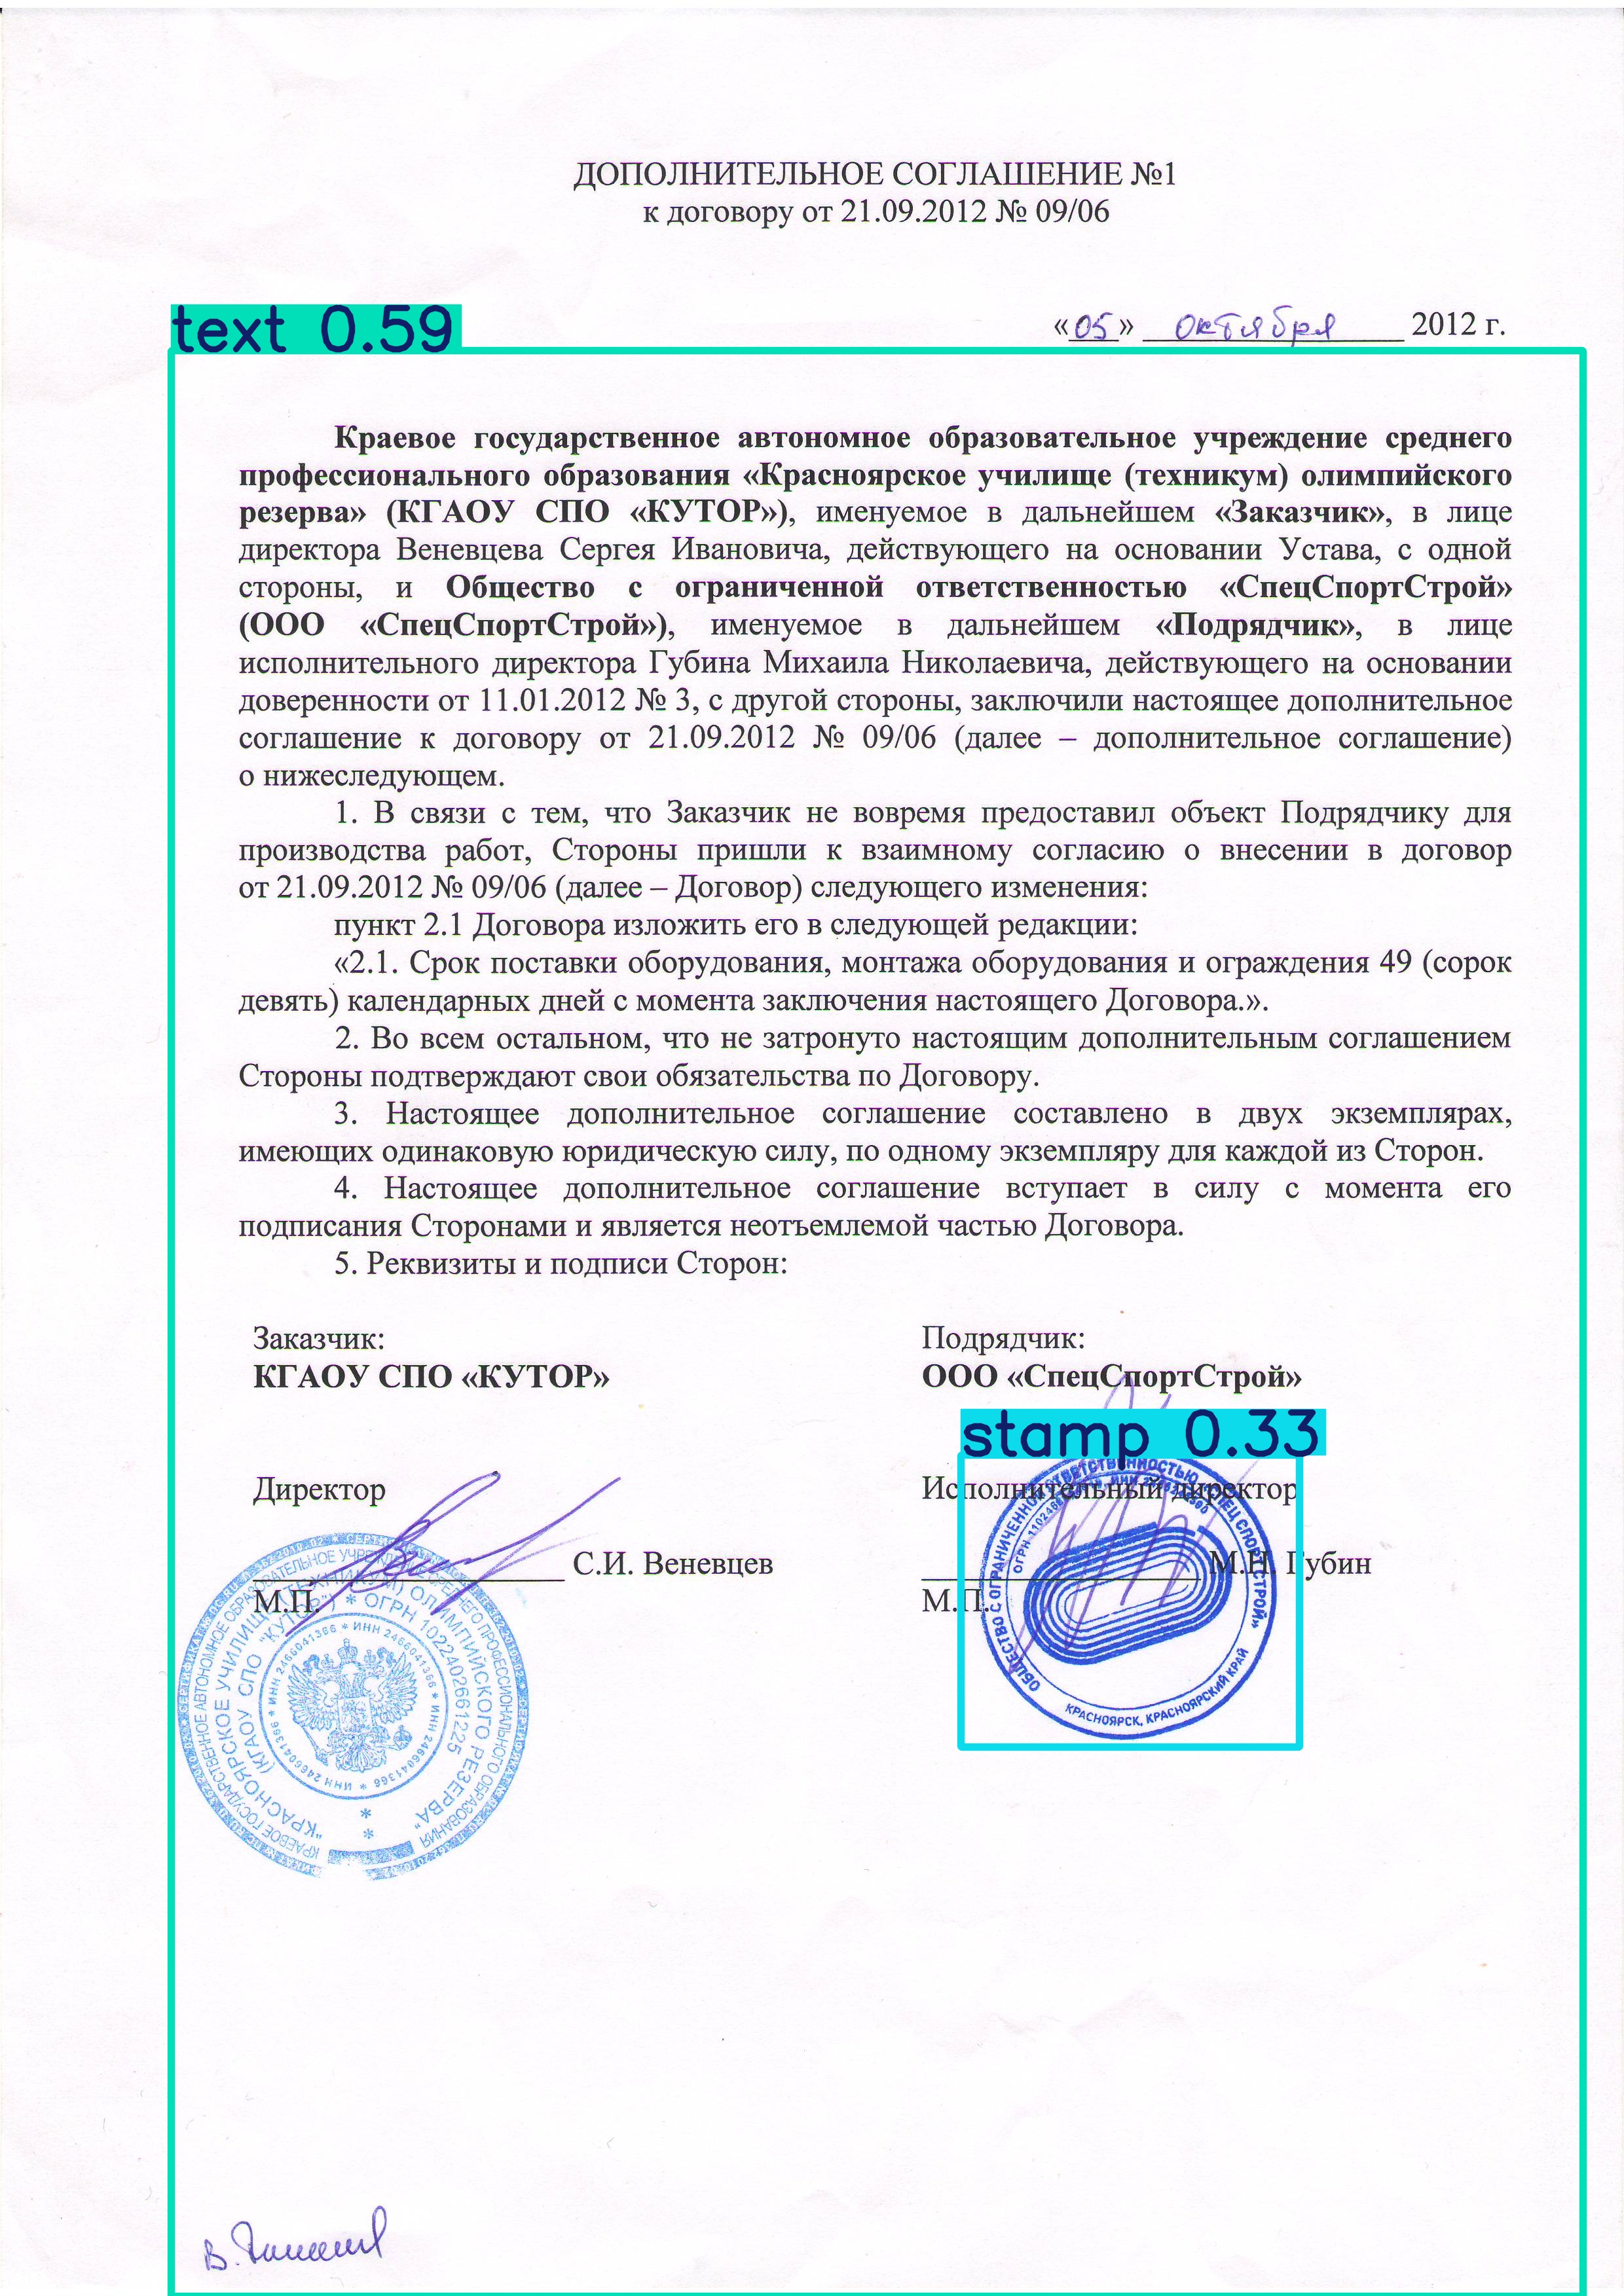 ДОПОЛНИТЕЛЬНОЕ СОГЛАШЕНИЕ №1
к договору от 21.09.2012 № 09/06
text 0.59
«05» октября 2012 г.
Краевое государственное автономное образовательное учреждение среднего
профессионального образования «Красноярское училище (техникум) олимпийского
резерва» (КГАОУ СПО «КУТОР»), именуемое в дальнейшем «Заказчик», в лице
директора Веневцева Сергея Ивановича, действующего на основании Устава, с одной
стороны, и Общество с ограниченной ответственностью «СпецСпортСтрой»
(ООО «СпецСпортСтрой»), именуемое в дальнейшем «Подрядчик», в лице
исполнительного директора Губина Михаила Николаевича, действующего на основании
доверенности от 11.01.2012 № 3, с другой стороны, заключили настоящее дополнительное
соглашение к договору от 21.09.2012 № 09/06 (далее – дополнительное соглашение)
о нижеследующем.
1. В связи с тем, что Заказчик не вовремя предоставил объект Подрядчику для
производства работ, Стороны пришли к взаимному согласию о внесении в договор
от 21.09.2012 № 09/06 (далее – Договор) следующего изменения:
пункт 2.1 Договора изложить его в следующей редакции:
«2.1. Срок поставки оборудования, монтажа оборудования и ограждения 49 (сорок
девять) календарных дней с момента заключения настоящего Договора.».
2. Во всем остальном, что не затронуто настоящим дополнительным соглашением
Стороны подтверждают свои обязательства по Договору.
3. Настоящее дополнительное соглашение составлено в двух экземплярах,
имеющих одинаковую юридическую силу, по одному экземпляру для каждой из Сторон.
4. Настоящее дополнительное соглашение вступает в силу с момента его
подписания Сторонами и является неотъемлемой частью Договора.
5. Реквизиты и подписи Сторон:
Заказчик:
КГАОУ СПО «КУТОР»
Директор
С.И. Веневцев
М.П.
КРАЕВОЕ ГОСУДАРСТВЕННОЕ АВТОНОМНОЕ ОБРАЗОВАТЕЛЬНОЕ УЧРЕЖДЕНИЕ СРЕДНЕГО ПРОФЕССИОНАЛЬНОГО ОБРАЗОВАНИЯ
"КРАСНОЯРСКОЕ УЧИЛИЩЕ (ТЕХНИКУМ) ОЛИМПИЙСКОГО РЕЗЕРВА"
(КГАОУ СПО "КУТОР") * ОГРН 1022402661225
* ИНН 2466041366 * ИНН 2466041366 * ИНН 2466041366 * ИНН 2466041366
Подрядчик:
ООО «СпецСпортСтрой»
stamp 0.33
Исполнительный директор
М.Н. Губин
М.П.
ОБЩЕСТВО С ОГРАНИЧЕННОЙ ОТВЕТСТВЕННОСТЬЮ «СПЕЦ СПОРТ СТРОЙ»
КРАСНОЯРСК, КРАСНОЯРСКИЙ КРАЙ